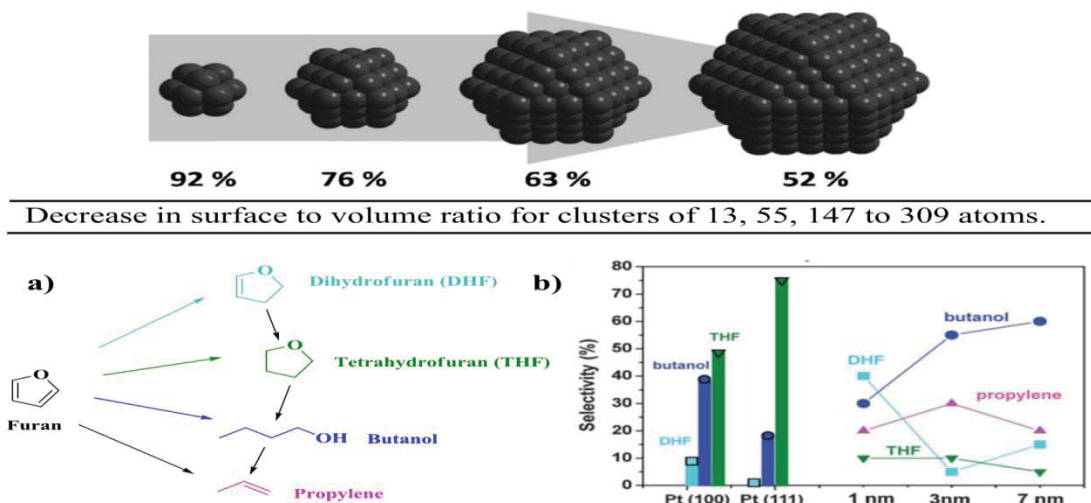 92 % 76 % 63 % 52 %
Decrease in surface to volume ratio for clusters of 13, 55, 147 to 309 atoms.
a)
O
Dihydrofuran (DHF)
O
Tetrahydrofuran (THF)
O
Furan
OH Butanol
Propylene
b)
Selectivity (%)
80
70
60
50
40
30
20
10
0
butanol
THF
DHF
butanol
DHF
propylene
THF
Pt (100) Pt (111) 1 nm 3nm 7 nm